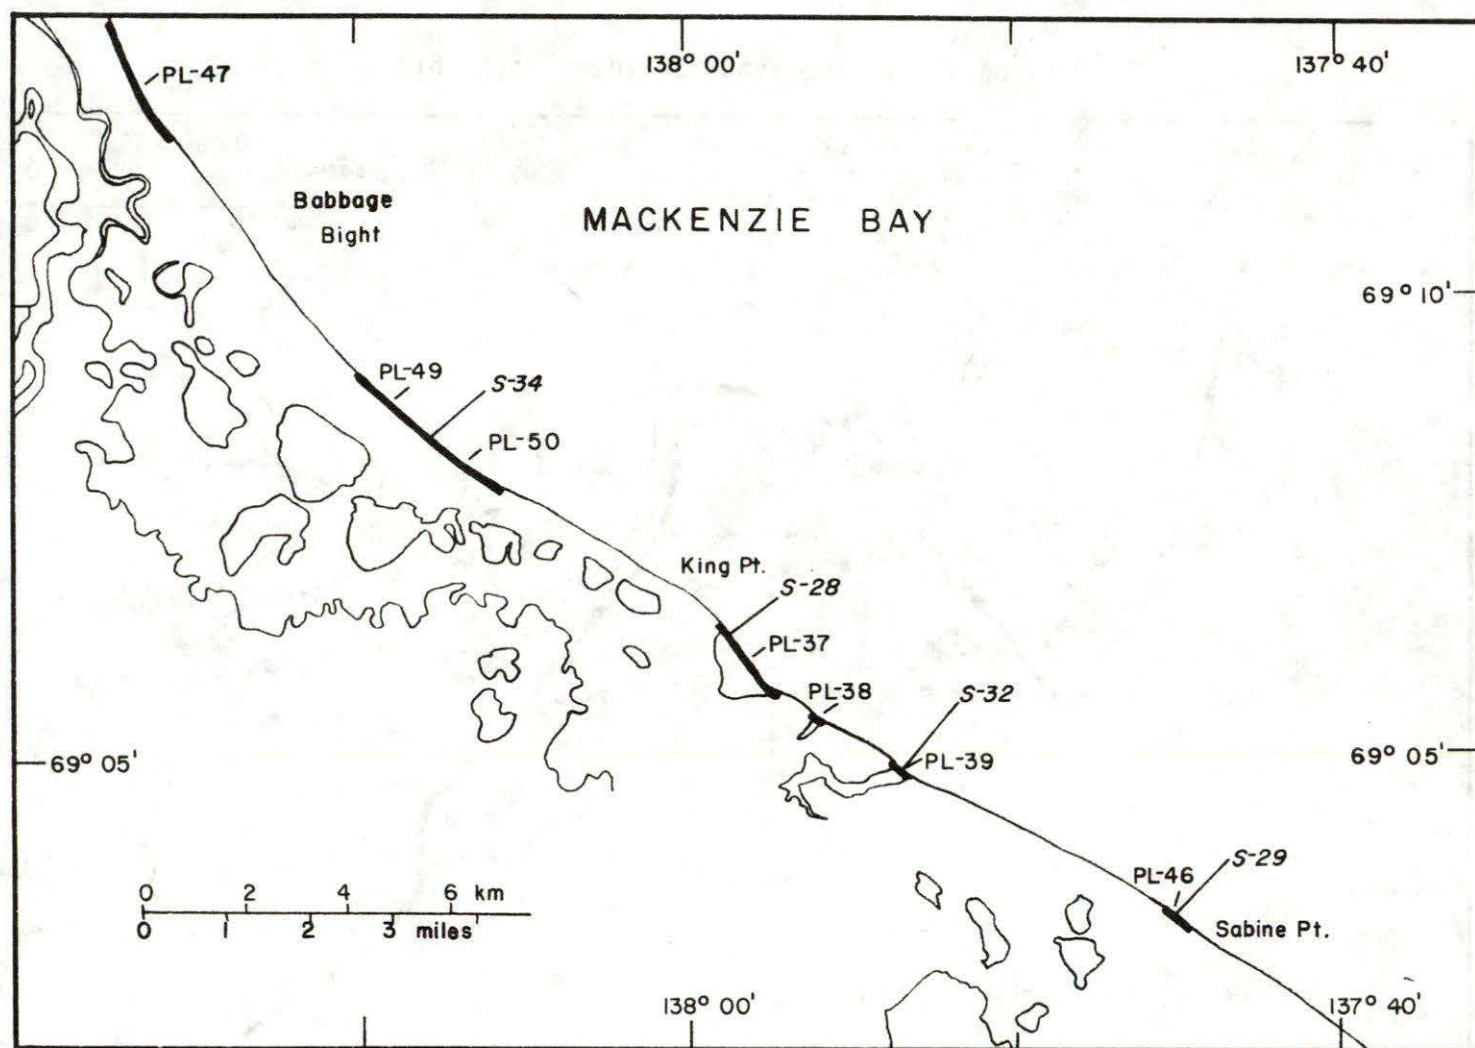 138° 00'
137° 40'
PL-47
Babbage
Bight
MACKENZIE BAY
69° 10'
PL-49
S-34
PL-50
King Pt.
S-28
PL-37
PL-38
S-32
69° 05'
PL-39
69° 05'
PL-46
S-29
Sabine Pt.
0 2 4 6 km
0 1 2 3 miles
138° 00'
137° 40'